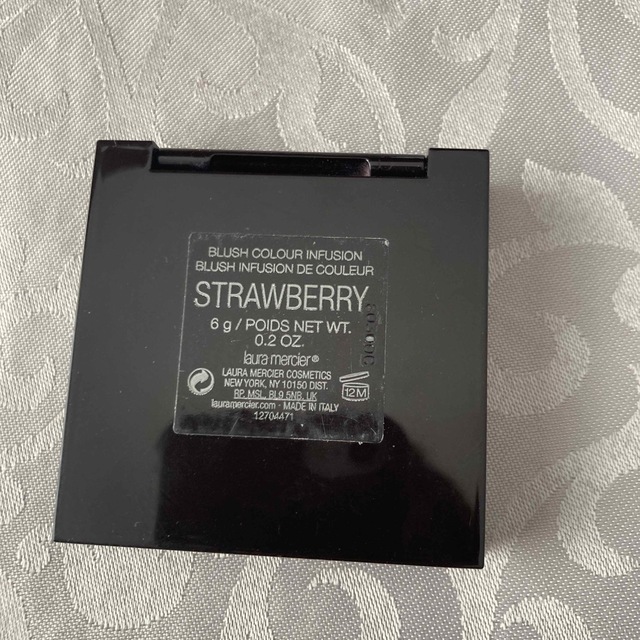 BLUSH COLOUR INFUSION
BLUSH INFUSION DE COULEUR
STRAWBERRY
6 g / POIDS NET WT.
0.2 OZ.
laura mercier®
LAURA MERCIER COSMETICS
NEW YORK, NY 10150 DIST.
RP. MSL, BL9 5NB, UK
lauramercier.com · MADE IN ITALY
12704471
12 M